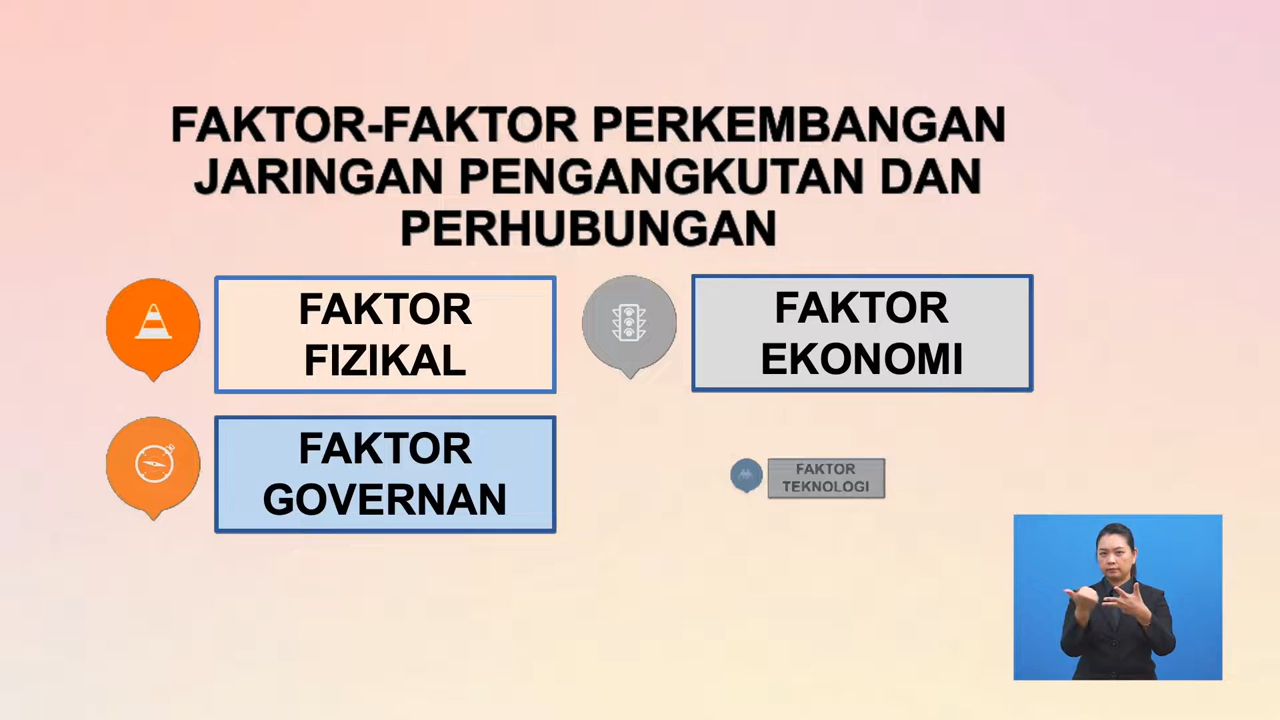 FAKTOR-FAKTOR PERKEMBANGAN
JARINGAN PENGANGKUTAN DAN
PERHUBUNGAN
FAKTOR
FIZIKAL
FAKTOR
EKONOMI
FAKTOR
GOVERNAN
FAKTOR
TEKNOLOGI